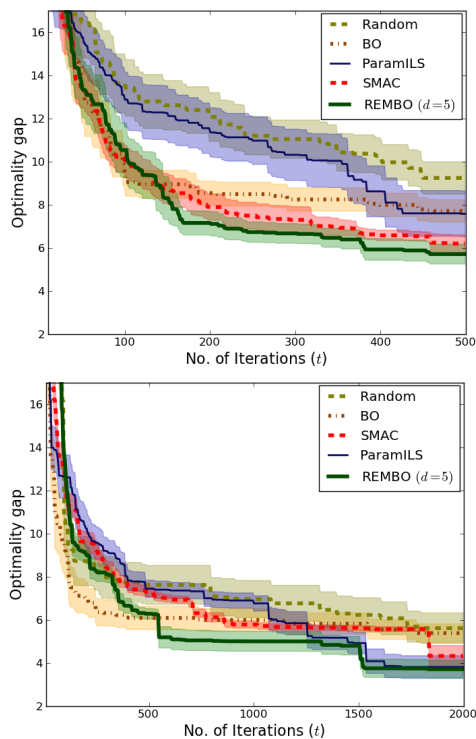 16
14
12
10
8
6
4
2
Optimality gap
Random
BO
ParamILS
SMAC
REMBO (d=5)
100 200 300 400 500
No. of Iterations (t)
16
14
12
10
8
6
4
2
Optimality gap
Random
BO
SMAC
ParamILS
REMBO (d=5)
500 1000 1500 2000
No. of Iterations (t)